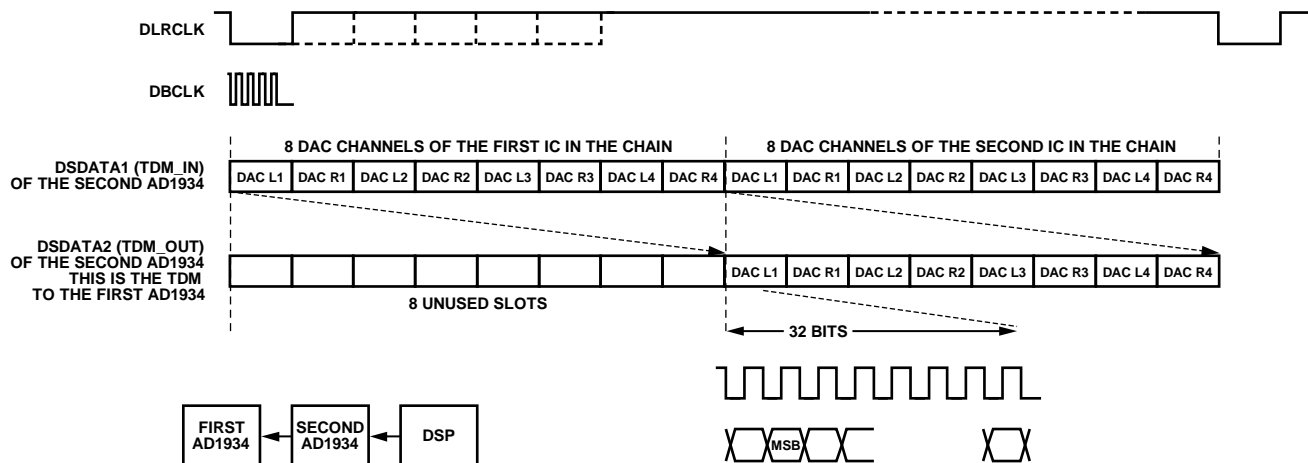 DLRCLK
DBCLK
8 DAC CHANNELS OF THE FIRST IC IN THE CHAIN
8 DAC CHANNELS OF THE SECOND IC IN THE CHAIN
DSDATA1 (TDM_IN)
OF THE SECOND AD1934
DAC L1 DAC R1 DAC L2 DAC R2 DAC L3 DAC R3 DAC L4 DAC R4 DAC L1 DAC R1 DAC L2 DAC R2 DAC L3 DAC R3 DAC L4 DAC R4
DSDATA2 (TDM_OUT)
OF THE SECOND AD1934
THIS IS THE TDM
TO THE FIRST AD1934
DAC L1 DAC R1 DAC L2 DAC R2 DAC L3 DAC R3 DAC L4 DAC R4
8 UNUSED SLOTS
32 BITS
FIRST
AD1934
SECOND
AD1934
DSP
MSB